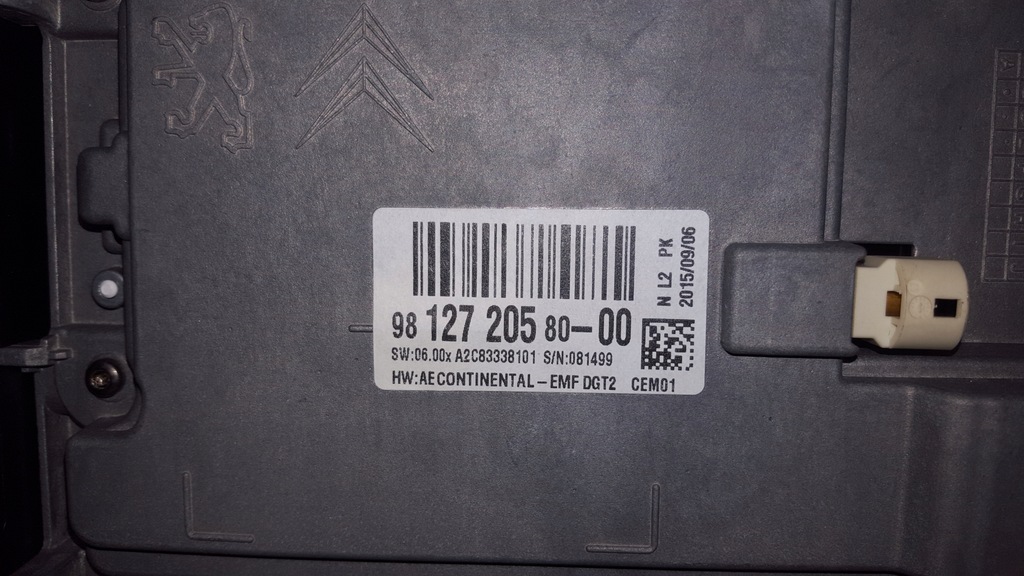 98 127 205 80-00
SW:06.00x A2C83338101 S/N:081499
HW:AE CONTINENTAL-EMF DGT2 CEM01
N L2 PK
2015/09/06